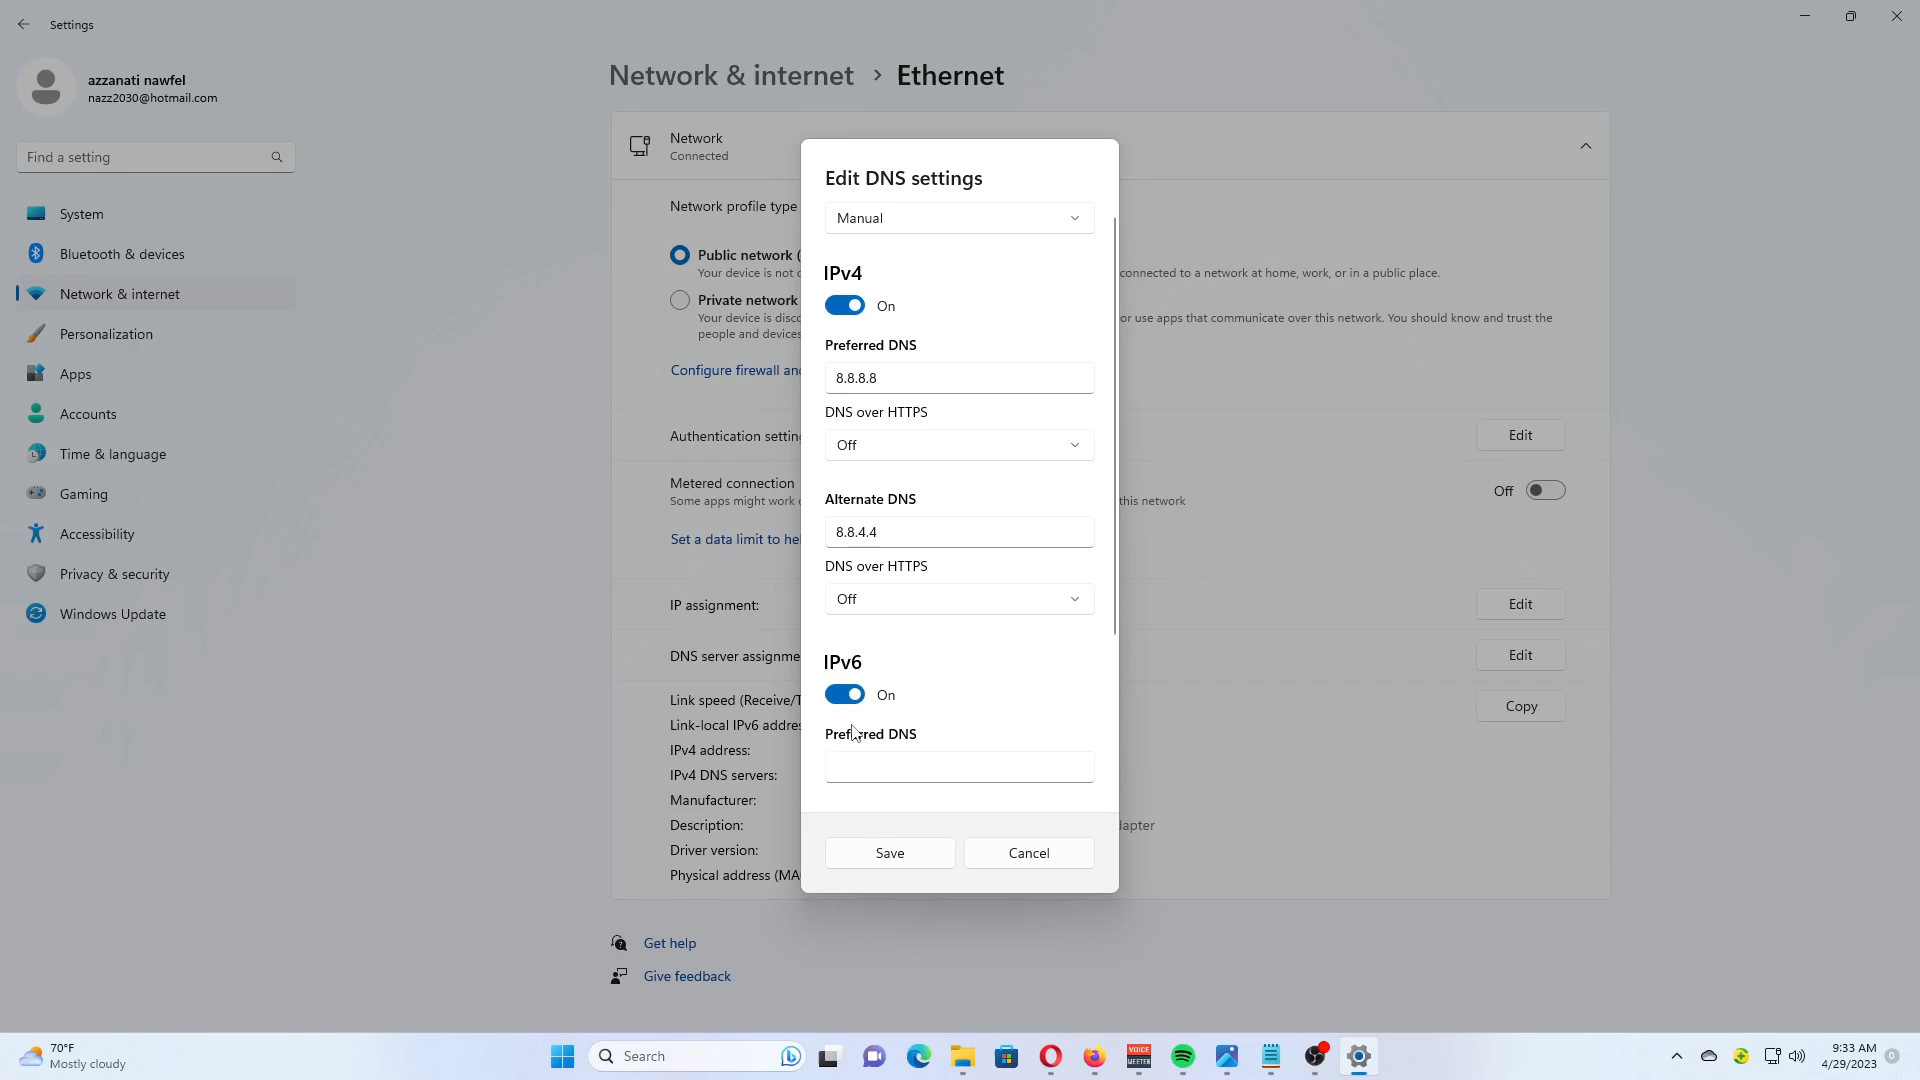 Settings
azzanati nawfel
nazz2030@hotmail.com
Find a setting
System
Bluetooth & devices
Network & internet
Personalization
Apps
Accounts
Time & language
Gaming
Accessibility
Privacy & security
Windows Update
Network & internet > Ethernet
Network
Connected
Network profile type
Public network (
Your device is not connected to a network at home, work, or in a public place.
Private network
Your device is disc or use apps that communicate over this network. You should know and trust the
people and devices
Configure firewall and
Authentication setting
Edit
Metered connection
Some apps might work this network
Off
Set a data limit to hel
IP assignment:
Edit
DNS server assignme
Edit
Link speed (Receive/T
Copy
Link-local IPv6 addres
IPv4 address:
IPv4 DNS servers:
Manufacturer:
Description: dapter
Driver version:
Physical address (MA
Get help
Give feedback
Edit DNS settings
Manual
IPv4
On
Preferred DNS
8.8.8.8
DNS over HTTPS
Off
Alternate DNS
8.8.4.4
DNS over HTTPS
Off
IPv6
On
Preferred DNS
Save
Cancel
70°F
Mostly cloudy
Search
VOICE
MEETER
9:33 AM
4/29/2023
0